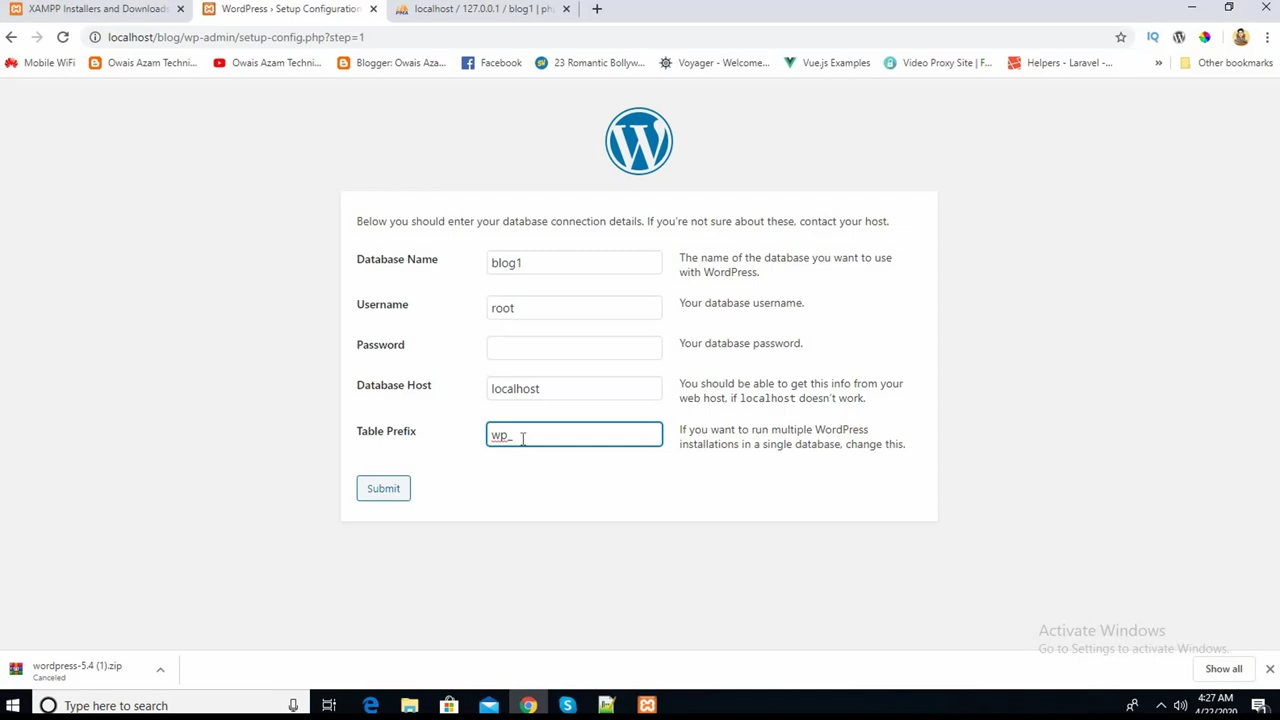 XAMPP Installers and Downloads
WordPress › Setup Configuration
localhost / 127.0.0.1 / blog1 | ph
localhost/blog/wp-admin/setup-config.php?step=1
Mobile WiFi
Owais Azam Techni...
Owais Azam Techni...
Blogger: Owais Aza...
Facebook
23 Romantic Bollyw...
Voyager - Welcome...
Vue.js Examples
Video Proxy Site | F...
Helpers - Laravel -...
»
Other bookmarks
W
Below you should enter your database connection details. If you're not sure about these, contact your host.
Database Name
blog1
The name of the database you want to use
with WordPress.
Username
root
Your database username.
Password
Your database password.
Database Host
localhost
You should be able to get this info from your
web host, if localhost doesn't work.
Table Prefix
wp_
If you want to run multiple WordPress
installations in a single database, change this.
Submit
Activate Windows
Go to Settings to activate Windows.
wordpress-5.4 (1).zip
Canceled
Show all
Type here to search
4:27 AM
4/22/2020